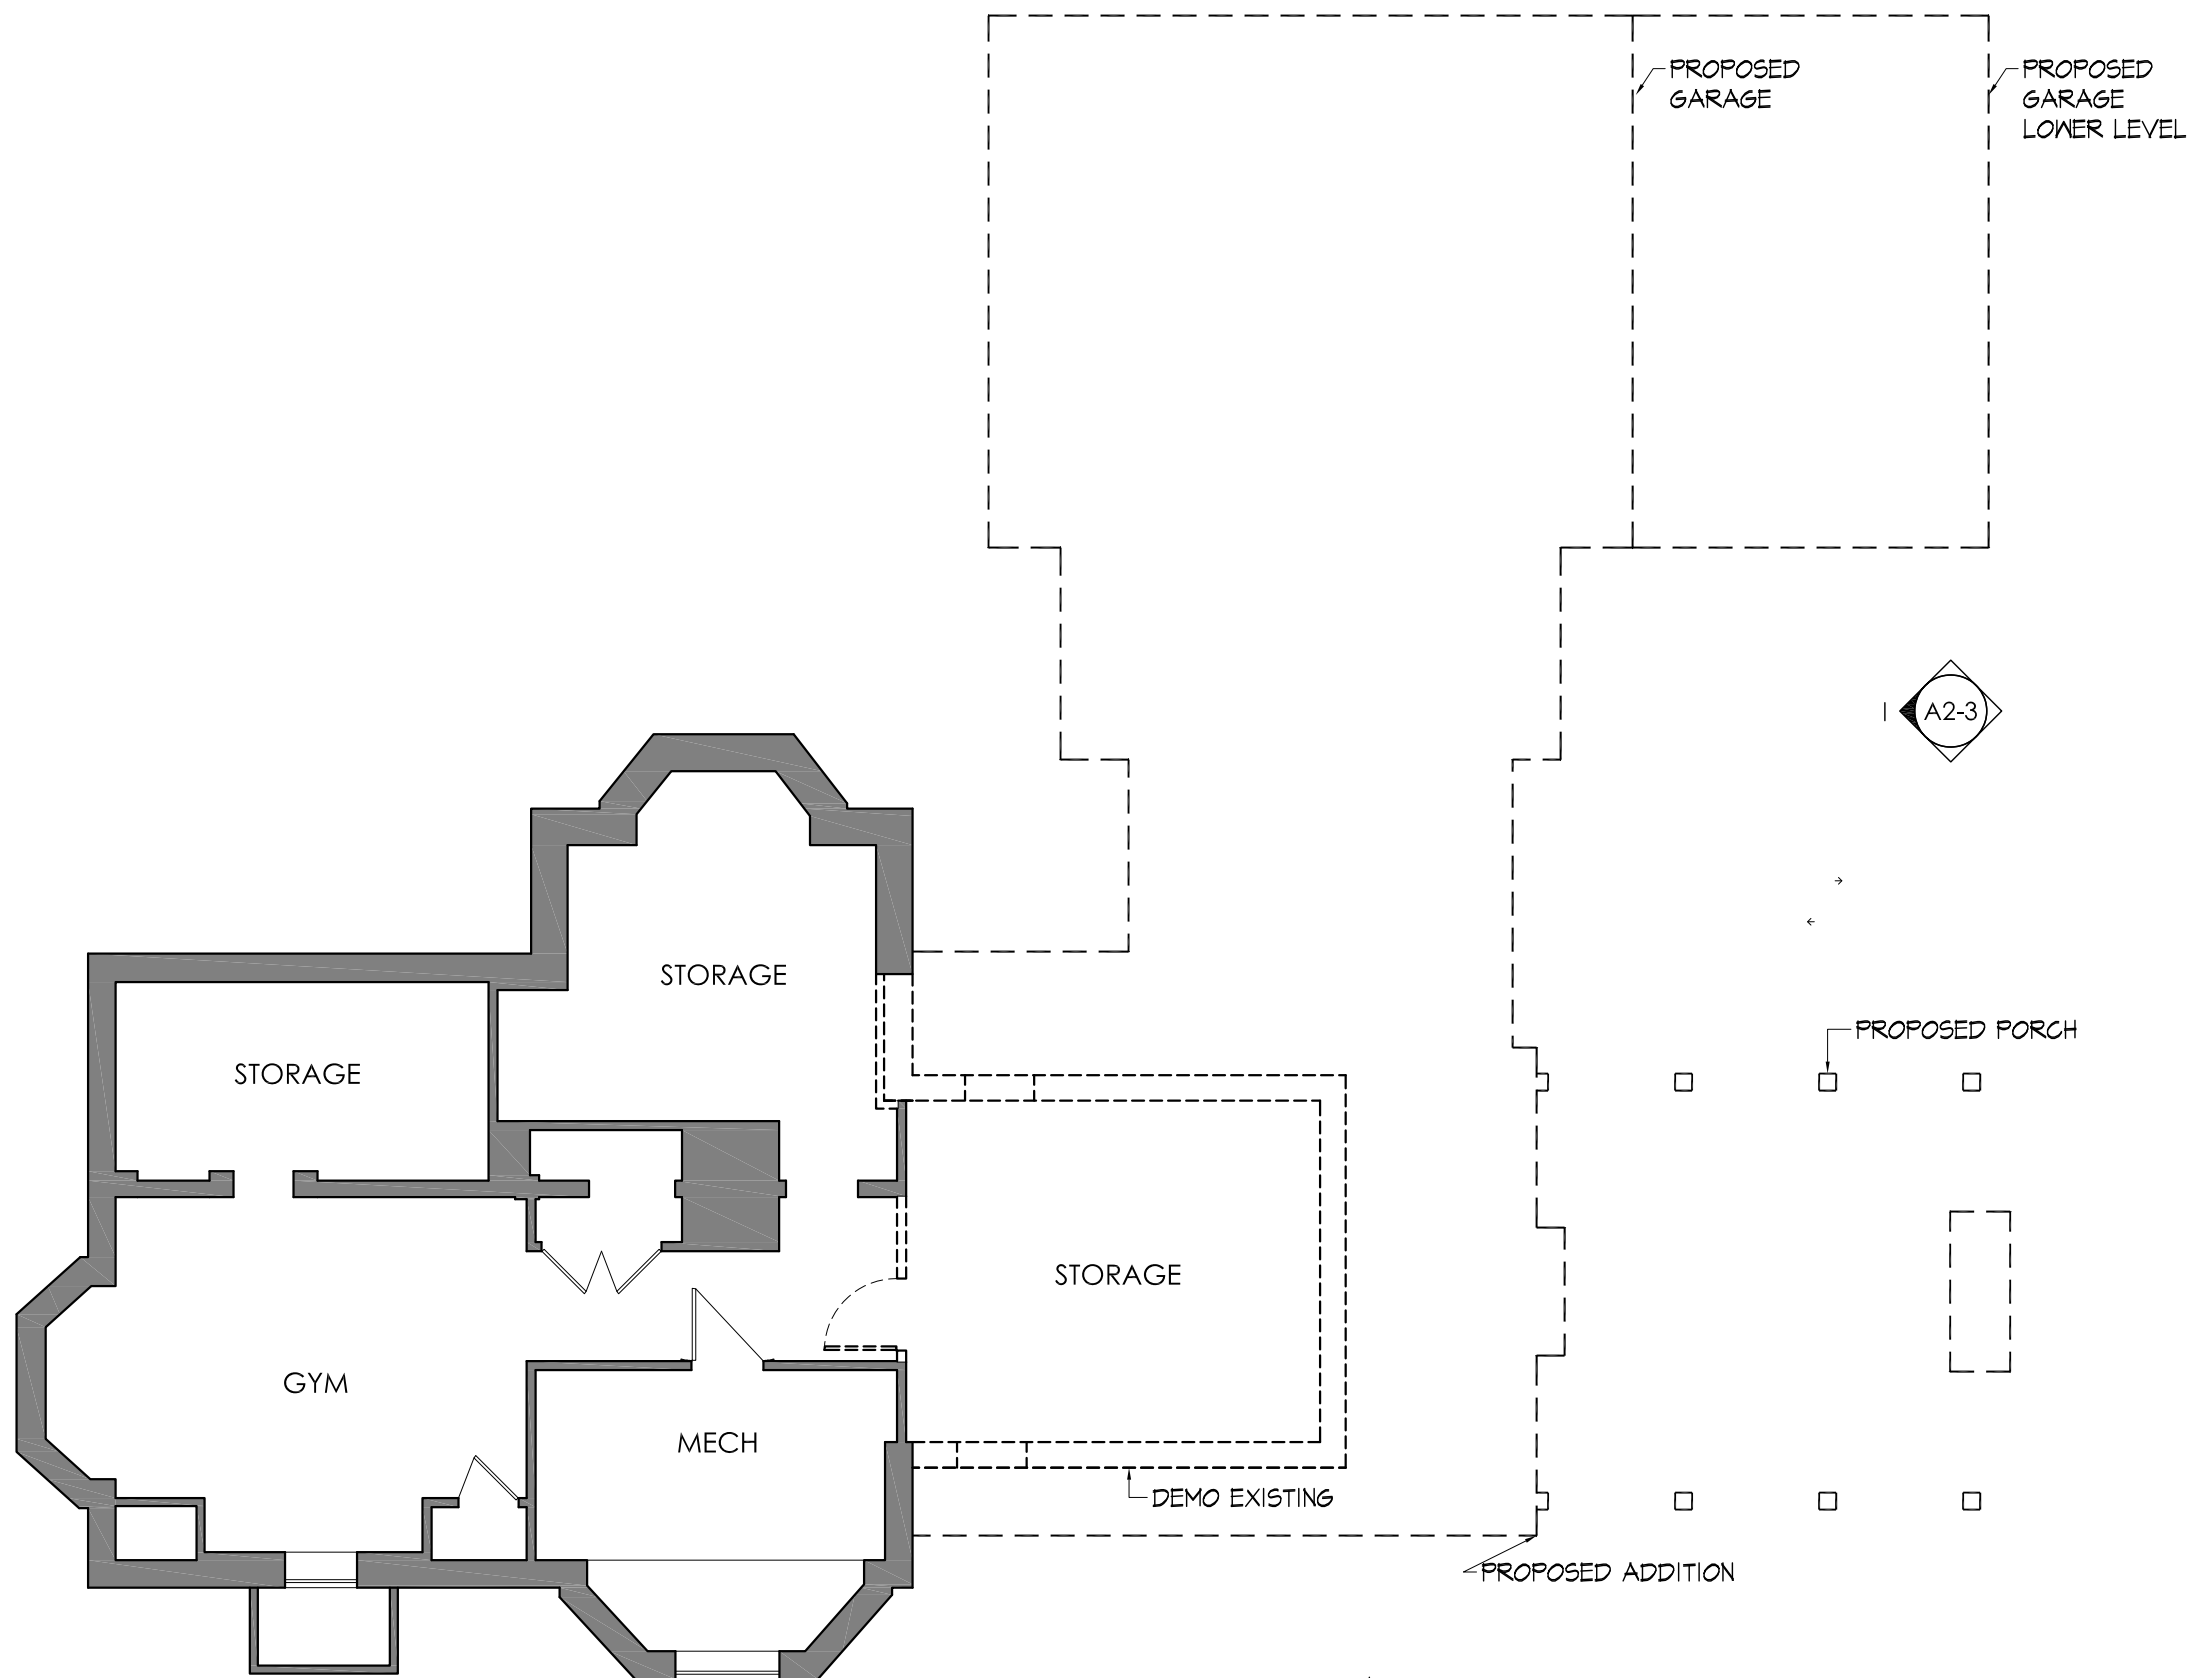 PROPOSED
GARAGE
PROPOSED
GARAGE
LOWER LEVEL
1
A2-3
STORAGE
PROPOSED PORCH
STORAGE
STORAGE
GYM
MECH
DEMO EXISTING
PROPOSED ADDITION